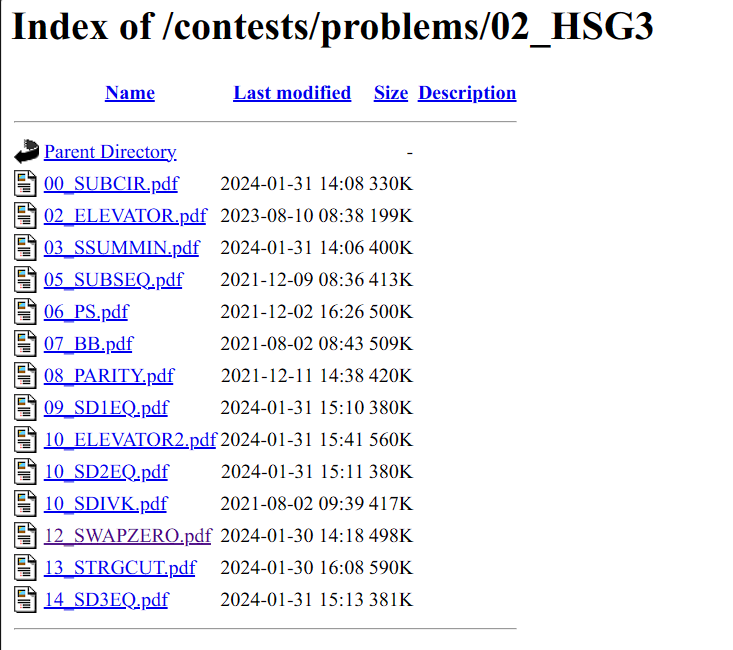 Index of /contests/problems/02_HSG3
Name Last modified Size Description
Parent Directory -
00_SUBCIR.pdf 2024-01-31 14:08 330K
02_ELEVATOR.pdf 2023-08-10 08:38 199K
03_SSUMMIN.pdf 2024-01-31 14:06 400K
05_SUBSEQ.pdf 2021-12-09 08:36 413K
06_PS.pdf 2021-12-02 16:26 500K
07_BB.pdf 2021-08-02 08:43 509K
08_PARITY.pdf 2021-12-11 14:38 420K
09_SD1EQ.pdf 2024-01-31 15:10 380K
10_ELEVATOR2.pdf 2024-01-31 15:41 560K
10_SD2EQ.pdf 2024-01-31 15:11 380K
10_SDIVK.pdf 2021-08-02 09:39 417K
12_SWAPZERO.pdf 2024-01-30 14:18 498K
13_STRGCUT.pdf 2024-01-30 16:08 590K
14_SD3EQ.pdf 2024-01-31 15:13 381K